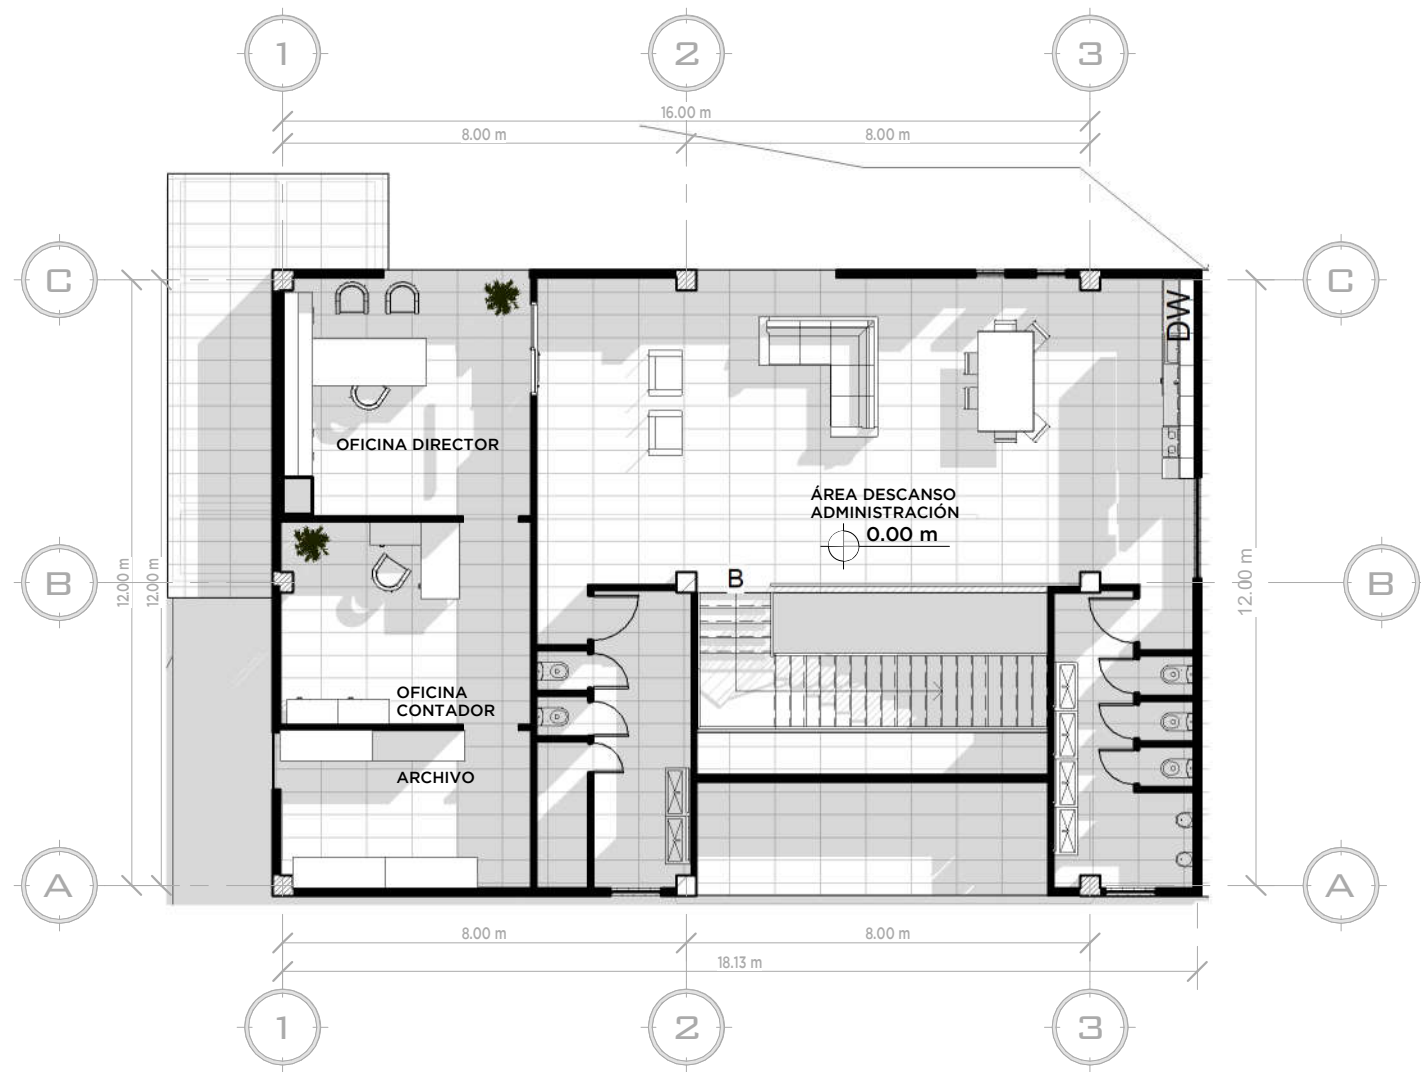 1 2 3
16.00 m
8.00 m 8.00 m
C C
DW
OFICINA DIRECTOR
ÁREA DESCANSO
ADMINISTRACIÓN
0.00 m
B B B
12.00 m 12.00 m 12.00 m
OFICINA
CONTADOR
ARCHIVO
A A
8.00 m 8.00 m
18.13 m
1 2 3